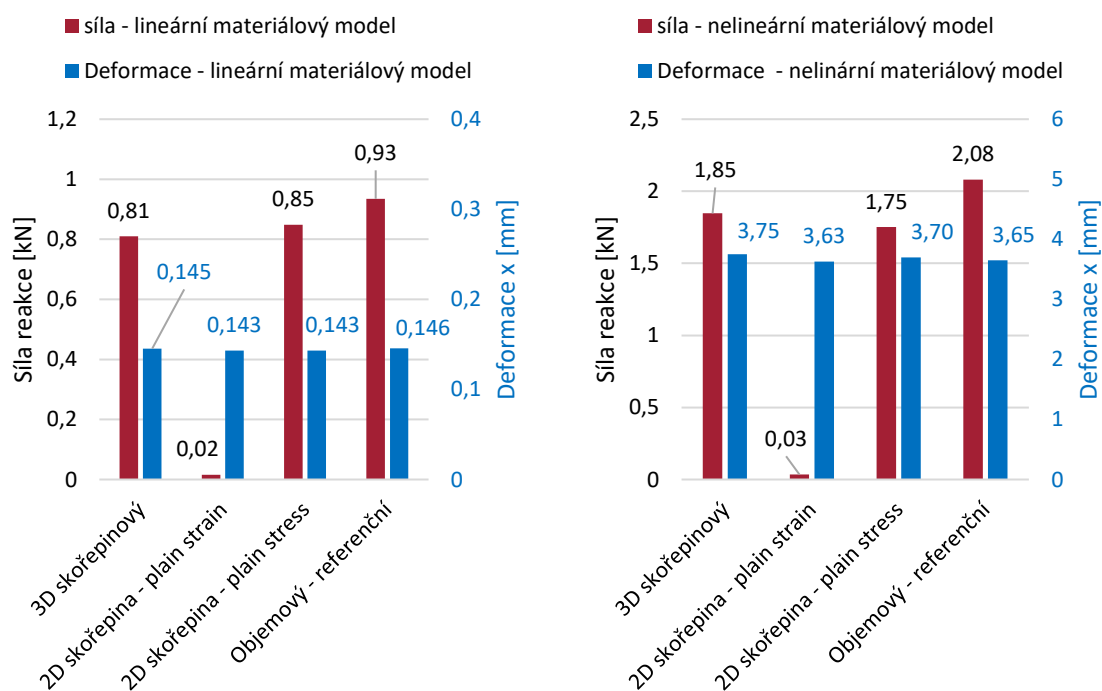 síla - lineární materiálový model
Deformace - lineární materiálový model
1,2
1
0,8
0,6
0,4
0,2
0
Síla reakce [kN]
0,4
0,3
0,2
0,1
0
Deformace x [mm]
0,81
0,02
0,85
0,93
0,145
0,143
0,143
0,146
3D skořepinový
2D skořepina - plain strain
2D skořepina - plain stress
Objemový - referenční
síla - nelineární materiálový model
Deformace - nelinární materiálový model
2,5
2
1,5
1
0,5
0
Síla reakce [kN]
6
5
4
3
2
1
0
Deformace x [mm]
1,85
0,03
1,75
2,08
3,75
3,63
3,70
3,65
3D skořepinový
2D skořepina - plain strain
2D skořepina - plain stress
Objemový - referenční